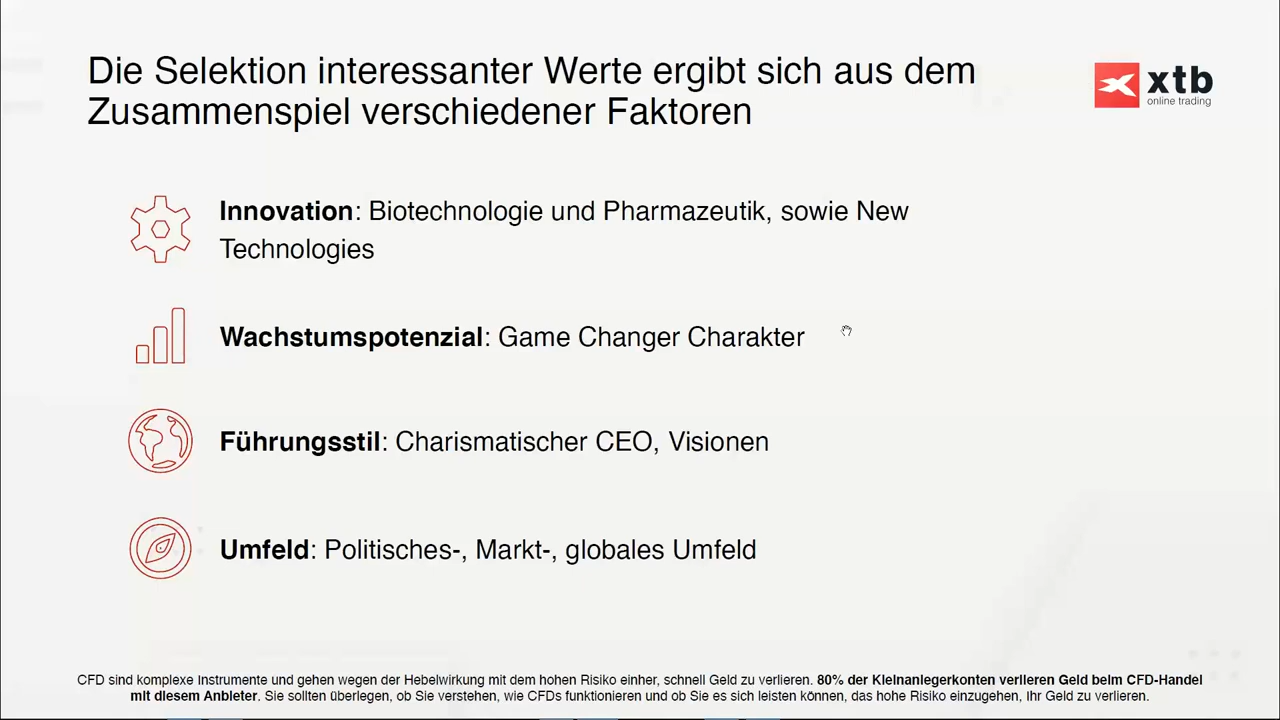 Die Selektion interessanter Werte ergibt sich aus dem
Zusammenspiel verschiedener Faktoren
xtb
online trading
Innovation: Biotechnologie und Pharmazeutik, sowie New
Technologies
Wachstumspotenzial: Game Changer Charakter
Führungsstil: Charismatischer CEO, Visionen
Umfeld: Politisches-, Markt-, globales Umfeld
CFD sind komplexe Instrumente und gehen wegen der Hebelwirkung mit dem hohen Risiko einher, schnell Geld zu verlieren. 80% der Kleinanlegerkonten verlieren Geld beim CFD-Handel
mit diesem Anbieter. Sie sollten überlegen, ob Sie verstehen, wie CFDs funktionieren und ob Sie es sich leisten können, das hohe Risiko einzugehen, Ihr Geld zu verlieren.